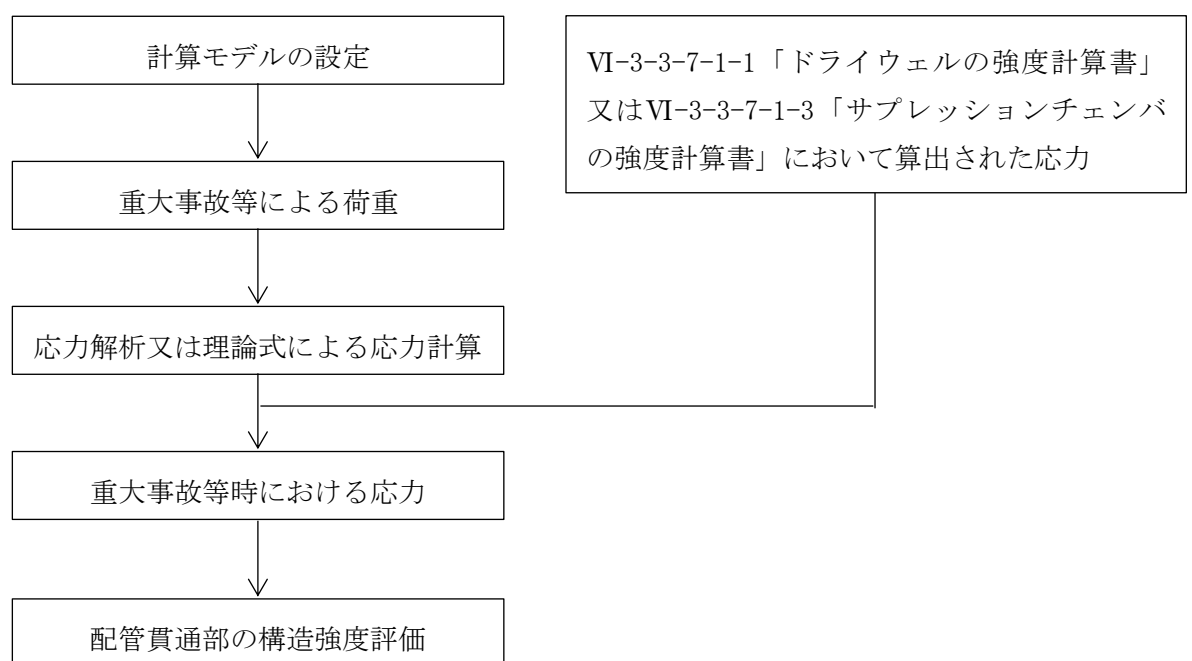 計算モデルの設定
重大事故等による荷重
応力解析又は理論式による応力計算
Ⅵ-3-3-7-1-1「ドライウェルの強度計算書」
又はⅥ-3-3-7-1-3「サプレッションチェンバ
の強度計算書」において算出された応力
重大事故等時における応力
配管貫通部の構造強度評価